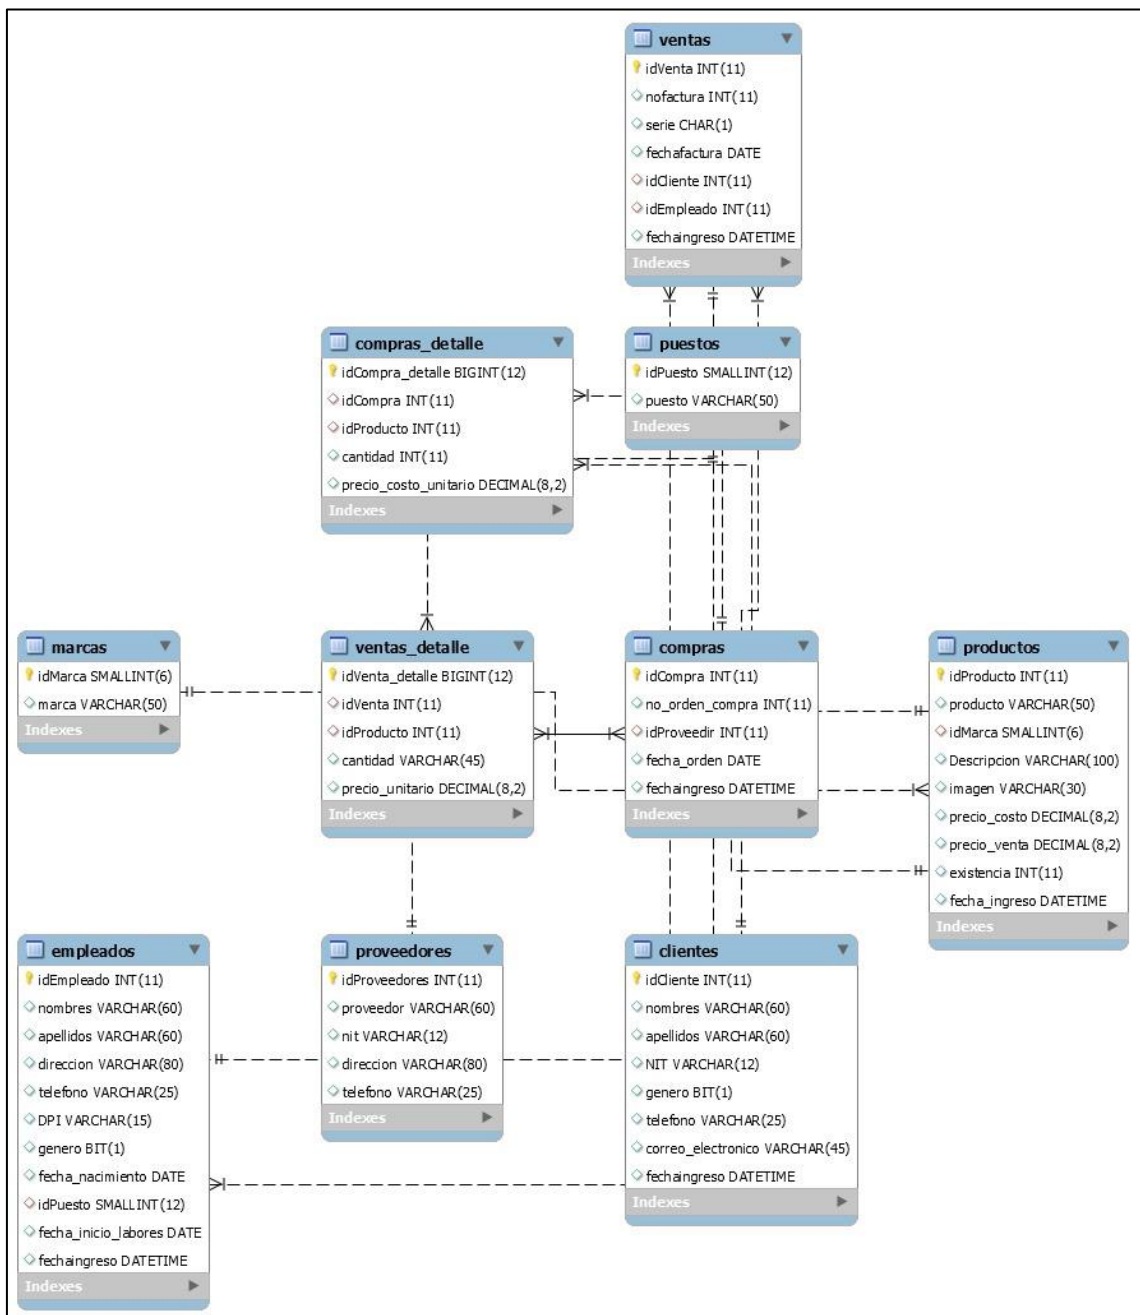 ventas
idVenta INT(11)
nofactura INT(11)
serie CHAR(1)
fechafactura DATE
idCliente INT(11)
idEmpleado INT(11)
fechaingreso DATETIME
Indexes
compras_detalle
idCompra_detalle BIGINT(12)
idCompra INT(11)
idProducto INT(11)
cantidad INT(11)
precio_costo_unitario DECIMAL(8,2)
Indexes
puestos
idPuesto SMALLINT(12)
puesto VARCHAR(50)
Indexes
marcas
idMarca SMALLINT(6)
marca VARCHAR(50)
Indexes
ventas_detalle
idVenta_detalle BIGINT(12)
idVenta INT(11)
idProducto INT(11)
cantidad VARCHAR(45)
precio_unitario DECIMAL(8,2)
Indexes
compras
idCompra INT(11)
no_orden_compra INT(11)
idProveedir INT(11)
fecha_orden DATE
fechaingreso DATETIME
Indexes
productos
idProducto INT(11)
producto VARCHAR(50)
idMarca SMALLINT(6)
Descripcion VARCHAR(100)
imagen VARCHAR(30)
precio_costo DECIMAL(8,2)
precio_venta DECIMAL(8,2)
existencia INT(11)
fecha_ingreso DATETIME
Indexes
empleados
idEmpleado INT(11)
nombres VARCHAR(60)
apellidos VARCHAR(60)
direccion VARCHAR(80)
telefono VARCHAR(25)
DPI VARCHAR(15)
genero BIT(1)
fecha_nacimiento DATE
idPuesto SMALLINT(12)
fecha_inicio_labores DATE
fechaingreso DATETIME
Indexes
proveedores
idProveedores INT(11)
proveedor VARCHAR(60)
nit VARCHAR(12)
direccion VARCHAR(80)
telefono VARCHAR(25)
Indexes
clientes
idCliente INT(11)
nombres VARCHAR(60)
apellidos VARCHAR(60)
NIT VARCHAR(12)
genero BIT(1)
telefono VARCHAR(25)
correo_electronico VARCHAR(45)
fechaingreso DATETIME
Indexes